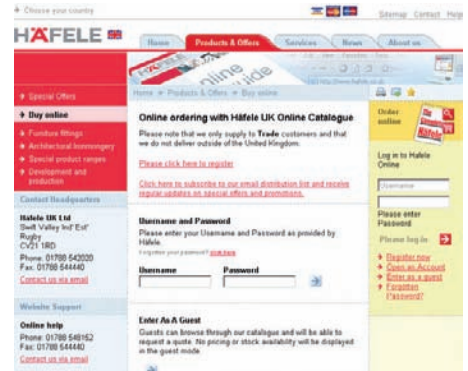 Choose your country
Sitemap Contact Help
HÄFELE
Home
Products & Offers
Services
News
About us
Home Products & Offers Buy online
Special Offers
Buy online
Furniture fittings
Architectural Ironmongery
Special product ranges
Development and
production
Contact Headquarters
Häfele UK Ltd
Swift Valley Ind' Est'
Rugby
CV21 1RD
Phone: 01788 542020
Fax: 01788 544440
Contact us via email
Website Support
Online help
Phone: 01788 548162
Fax: 01788 544440
Contact us via email
Online ordering with Häfele UK Online Catalogue
Please note that we only supply to Trade customers and that
we do not deliver outside of the United Kingdom.
Please click here to register
Click here to subscribe to our email distribution list and receive
regular updates on special offers and promotions.
Username and Password
Please enter your Username and Password as provided by
Häfele.
Forgotten your password? click here
Username Password
Enter As A Guest
Guests can browse through our catalogue and will be able to
request a quote. No pricing or stock availability will be displayed
in the guest mode.
Order
online
Häfele
Log in to Hafele
Online
Username
Please enter
Password
Please log in
Register now
Open an Account
Enter as a guest
Forgotten
Password?